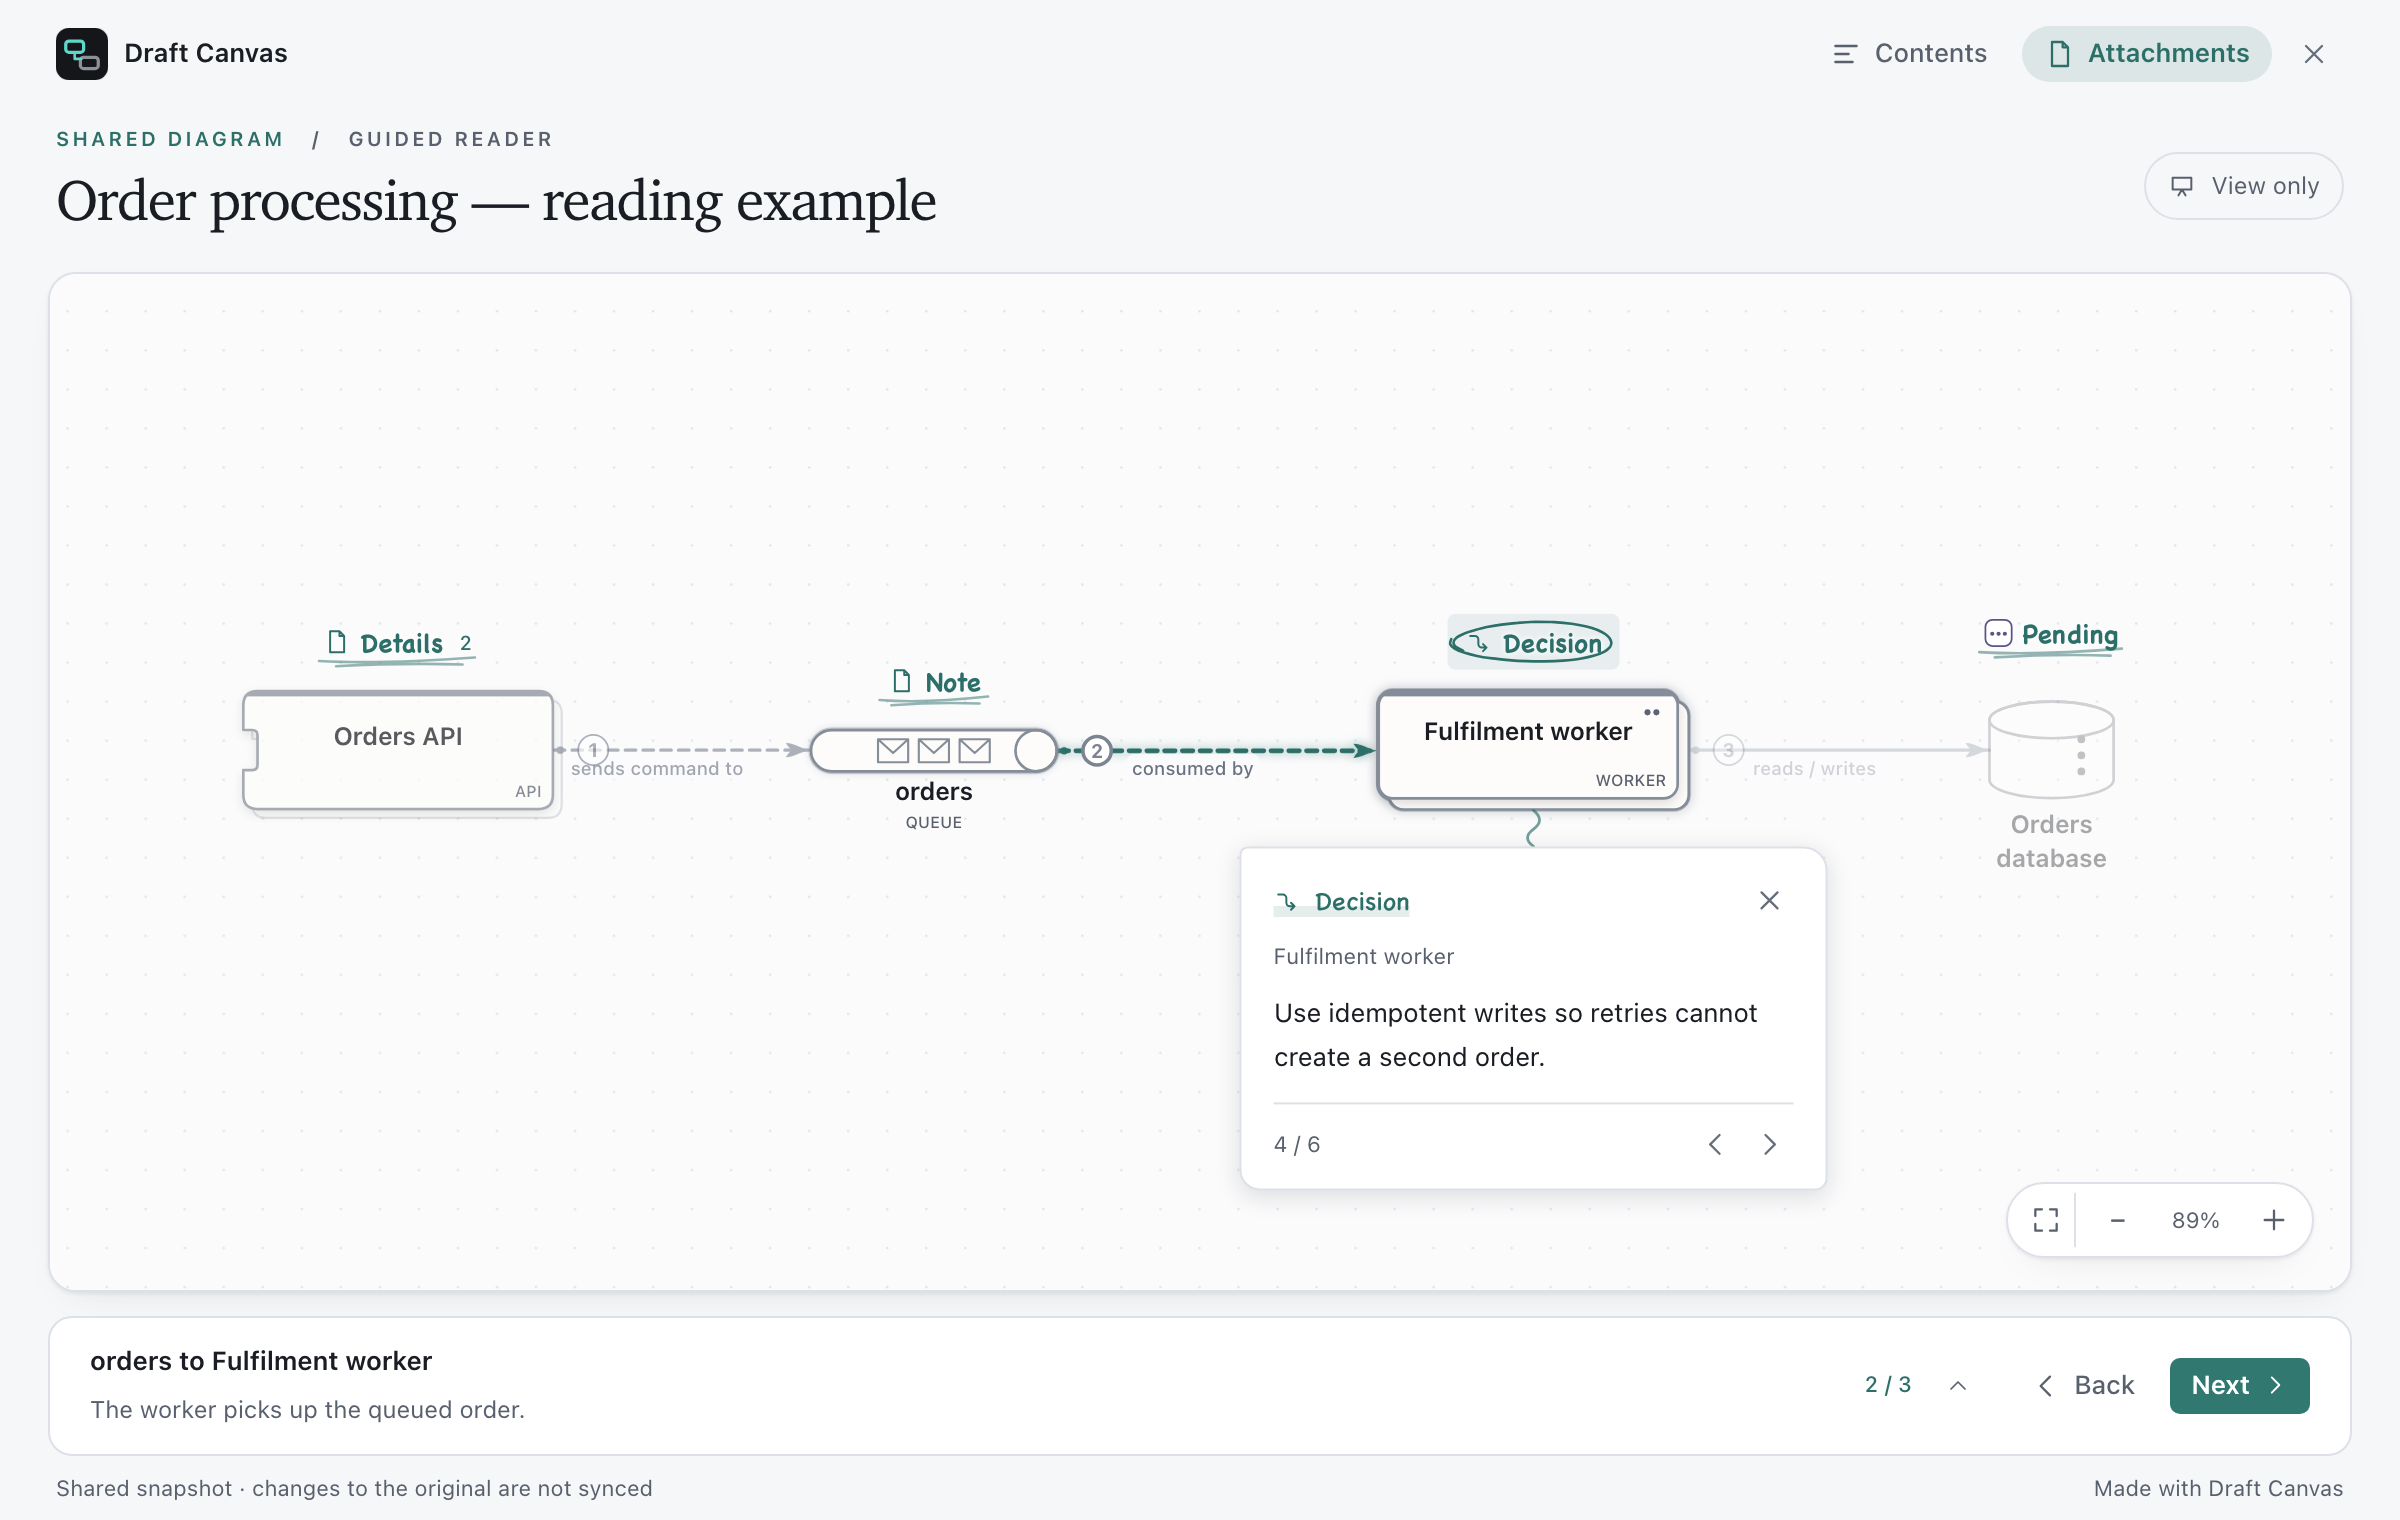 Draft Canvas
Contents
Attachments
SHARED DIAGRAM / GUIDED READER
Order processing — reading example
View only
Details 2
Note
Decision
Pending
Orders API
API
1
sends command to
orders
QUEUE
2
consumed by
Fulfilment worker
WORKER
3
reads / writes
Orders
database
Decision
Fulfilment worker
Use idempotent writes so retries cannot
create a second order.
4 / 6
89%
orders to Fulfilment worker
The worker picks up the queued order.
2 / 3
Back
Next
Shared snapshot · changes to the original are not synced
Made with Draft Canvas